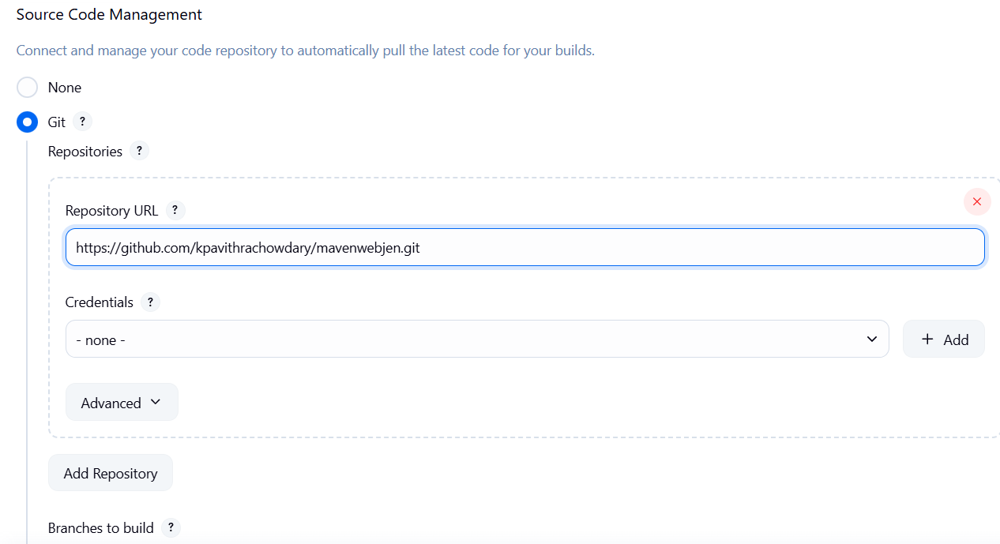 Source Code Management
Connect and manage your code repository to automatically pull the latest code for your builds.
None
Git ?
Repositories ?
Repository URL ?
https://github.com/kpavithrachowdary/mavenwebjen.git
Credentials ?
- none -
+ Add
Advanced
Add Repository
Branches to build ?